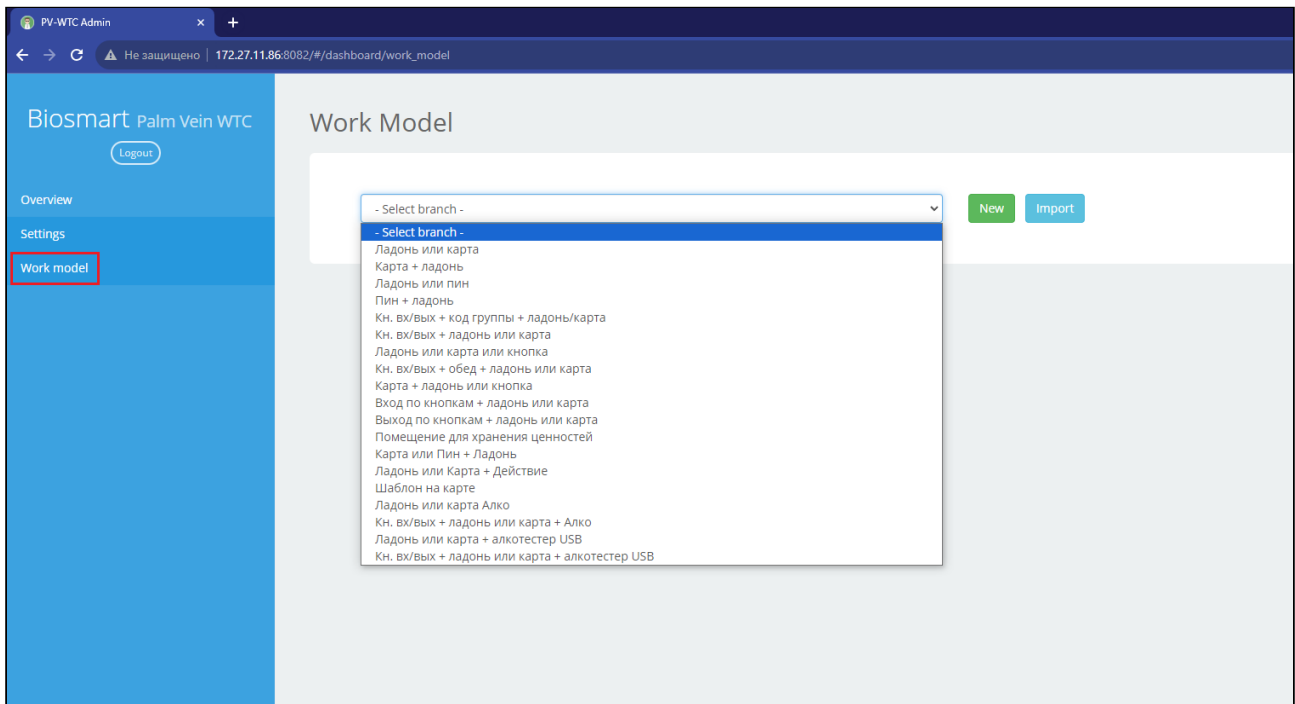 PV-WTC Admin
Не защищено | 172.27.11.86:8082/#/dashboard/work_model
Biosmart Palm Vein WTC
Logout
Overview
Settings
Work model
Work Model
- Select branch -
New
Import
- Select branch -
Ладонь или карта
Карта + ладонь
Ладонь или пин
Пин + ладонь
Кн. вх/вых + код группы + ладонь/карта
Кн. вх/вых + ладонь или карта
Ладонь или карта или кнопка
Кн. вх/вых + обед + ладонь или карта
Карта + ладонь или кнопка
Вход по кнопкам + ладонь или карта
Выход по кнопкам + ладонь или карта
Помещение для хранения ценностей
Карта или Пин + Ладонь
Ладонь или Карта + Действие
Шаблон на карте
Ладонь или карта Алко
Кн. вх/вых + ладонь или карта + Алко
Ладонь или карта + алкотестер USB
Кн. вх/вых + ладонь или карта + алкотестер USB